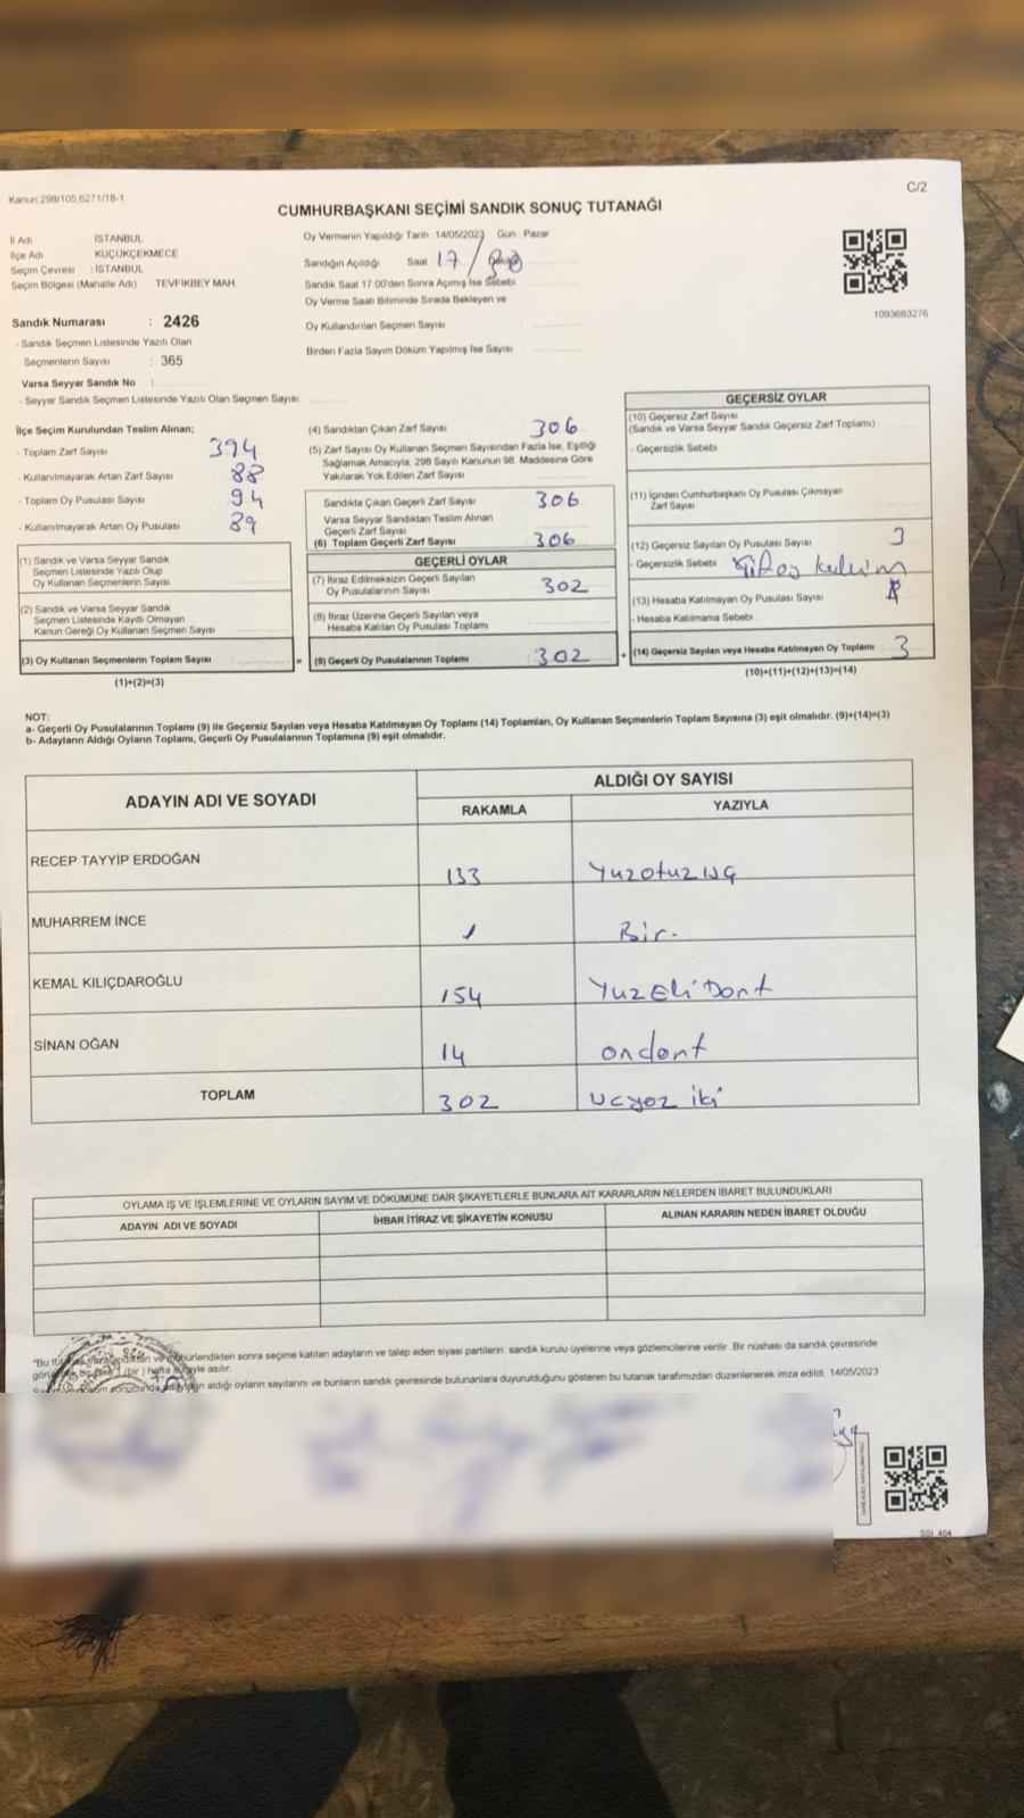 Kanun:298/105,6271/18-1
C/2
CUMHURBAŞKANI SEÇİMİ SANDIK SONUÇ TUTANAĞI
İl Adı İSTANBUL
İlçe Adı KÜÇÜKÇEKMECE
Seçim Çevresi : İSTANBUL
Seçim Bölgesi (Mahalle Adı) TEVFİKBEY MAH.
Sandık Numarası : 2426
- Sandık Seçmen Listesinde Yazılı Olan
Seçmenlerin Sayısı : 365
Varsa Seyyar Sandık No :
- Seyyar Sandık Seçmen Listesinde Yazılı Olan Seçmen Sayısı
Oy Vermenin Yapıldığı Tarih : 14/05/2023 Gün : Pazar
Sandığın Açıldığı Saat 17 /
Sandık Saat 17:00'den Sonra Açılmış İse Sebebi
Oy Verme Saati Bitiminde Sırada Bekleyen ve
Oy Kullandırılan Seçmen Sayısı
Birden Fazla Sayım Döküm Yapılmış İse Sayısı
1093683276
İlçe Seçim Kurulundan Teslim Alınan;
- Toplam Zarf Sayısı 394
- Kullanılmayarak Artan Zarf Sayısı 88
- Toplam Oy Pusulası Sayısı 94
- Kullanılmayarak Artan Oy Pusulası 89
(1) Sandık ve Varsa Seyyar Sandık
Seçmen Listesinde Yazılı Olup
Oy Kullanan Seçmenlerin Sayısı
(2) Sandık ve Varsa Seyyar Sandık
Seçmen Listesinde Kayıtlı Olmayan
Kanun Gereği Oy Kullanan Seçmen Sayısı
(3) Oy Kullanan Seçmenlerin Toplam Sayısı
(1)+(2)=(3)
(4) Sandıktan Çıkan Zarf Sayısı 306
(5) Zarf Sayısı Oy Kullanan Seçmen Sayısından Fazla İse, Eşitliği
Sağlamak Amacıyla, 298 Sayılı Kanunun 98. Maddesine Göre
Yakılarak Yok Edilen Zarf Sayısı
Sandıkta Çıkan Geçerli Zarf Sayısı 306
Varsa Seyyar Sandıktan Teslim Alınan
Geçerli Zarf Sayısı
(6) Toplam Geçerli Zarf Sayısı 306
GEÇERLİ OYLAR
(7) İtiraz Edilmeksizin Geçerli Sayılan
Oy Pusulalarının Sayısı 302
(8) İtiraz Üzerine Geçerli Sayılan veya
Hesaba Katılan Oy Pusulası Toplamı
= (9) Geçerli Oy Pusulalarının Toplamı 302 +
GEÇERSİZ OYLAR
(10) Geçersiz Zarf Sayısı
(Sandık ve Varsa Seyyar Sandık Geçersiz Zarf Toplamı)
- Geçersizlik Sebebi
(11) İçinden Cumhurbaşkanı Oy Pusulası Çıkmayan
Zarf Sayısı
(12) Geçersiz Sayılan Oy Pusulası Sayısı 3
- Geçersizlik Sebebi
(13) Hesaba Katılmayan Oy Pusulası Sayısı
- Hesaba Katılmama Sebebi
(14) Geçersiz Sayılan veya Hesaba Katılmayan Oy Toplamı 3
(10)+(11)+(12)+(13)=(14)
NOT:
a- Geçerli Oy Pusulalarının Toplamı (9) ile Geçersiz Sayılan veya Hesaba Katılmayan Oy Toplamı (14) Toplamları, Oy Kullanan Seçmenlerin Toplam Sayısına (3) eşit olmalıdır. (9)+(14)=(3)
b- Adayların Aldığı Oyların Toplamı, Geçerli Oy Pusulalarının Toplamına (9) eşit olmalıdır.
ADAYIN ADI VE SOYADI
ALDIĞI OY SAYISI
RAKAMLA YAZIYLA
RECEP TAYYİP ERDOĞAN 133 Yuzotuz üç
MUHARREM İNCE 1 Bir.
KEMAL KILIÇDAROĞLU 154 Yuzelli Dört
SİNAN OĞAN 14 ondört
TOPLAM 302 Ucyoz iki
OYLAMA İŞ VE İŞLEMLERİNE VE OYLARIN SAYIM VE DÖKÜMÜNE DAİR ŞİKAYETLERLE BUNLARA AİT KARARLARIN NELERDEN İBARET BULUNDUKLARI
ADAYIN ADI VE SOYADI İHBAR İTİRAZ VE ŞİKAYETİN KONUSU ALINAN KARARIN NEDEN İBARET OLDUĞU
"Bu ve mühürlendikten sonra seçime katılan adayların ve talep eden siyasi partilerin sandık kurulu üyelerine veya gözlemcilerine verilir. Bir nüshası da sandık çevresinde
(bir) hafta süreyle asılır.
aldığı oyların sayılarını ve bunların sandık çevresinde bulunanlara duyurulduğunu gösteren bu tutanak tarafımızdan düzenlenerek imza edildi. 14/05/2023